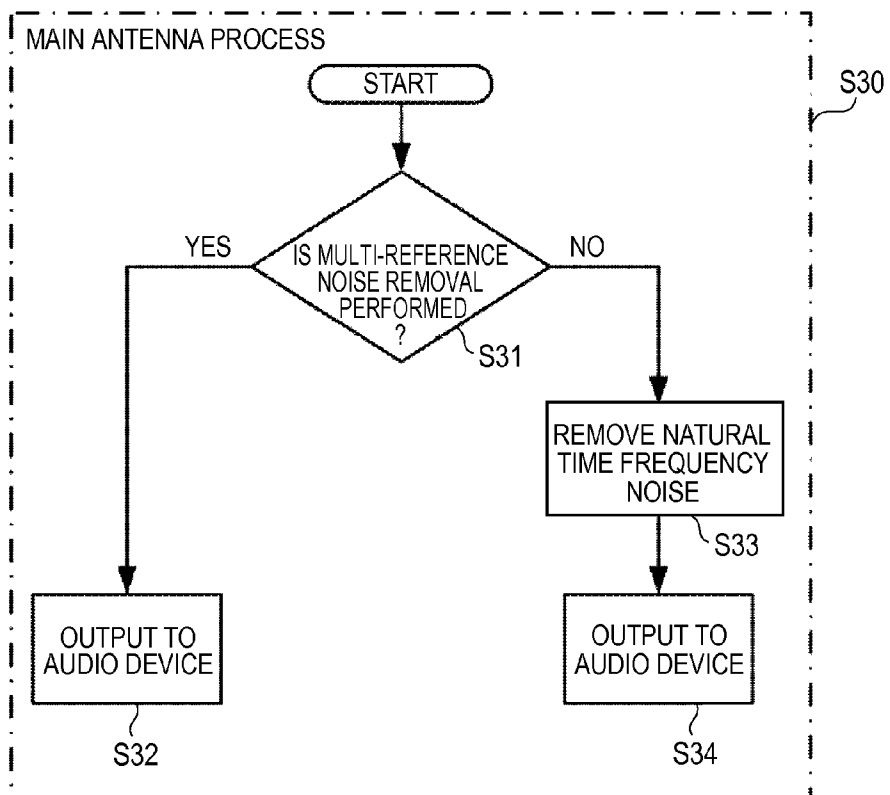 MAIN ANTENNA PROCESS
S30
START
YES
NO
IS MULTI-REFERENCE
NOISE REMOVAL
PERFORMED
?
S31
REMOVE NATURAL
TIME FREQUENCY
NOISE
S33
OUTPUT TO
AUDIO DEVICE
S32
OUTPUT TO
AUDIO DEVICE
S34